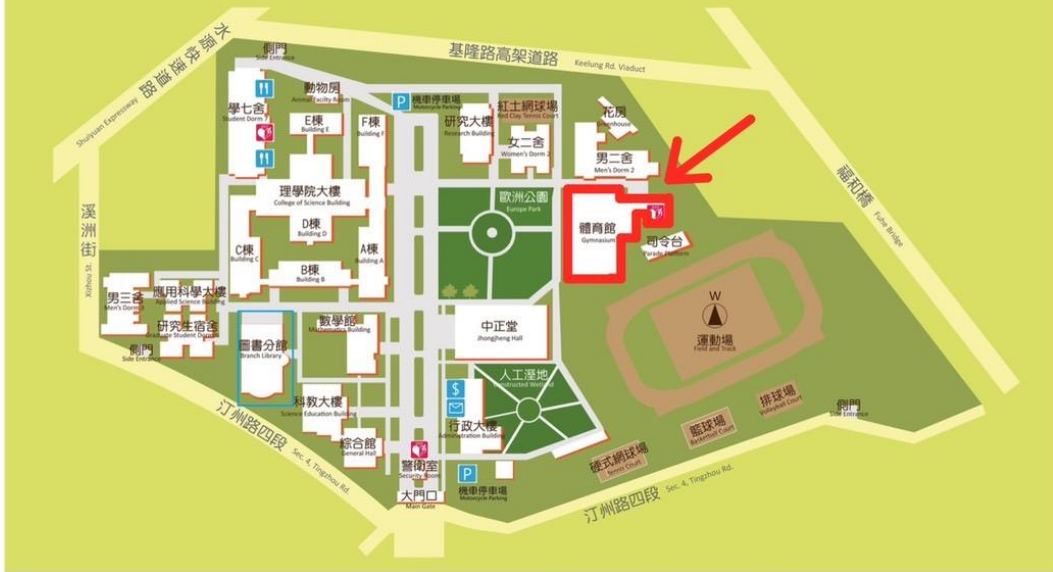 水源快速道路
Shuiyuan Expressway
側門
Side Entrance
基隆路高架道路
Keelung Rd. Viaduct
學七舍
Student Dorm 7
動物房
Animal Facility Room
P
機車停車場
Motorcycle Parking
E棟
Building E
F棟
Building F
研究大樓
Research Building
紅土網球場
Red Clay Tennis Court
女二舍
Women's Dorm 2
花房
Greenhouse
男二舍
Men's Dorm 2
福和橋
Fuhe Bridge
溪洲街
Xizhou St.
理學院大樓
College of Science Building
歐洲公園
Europe Park
體育館
Gymnasium
司令台
Parade Platform
C棟
Building C
D棟
Building D
A棟
Building A
B棟
Building B
男三舍
Men's Dorm 3
應用科學大樓
Applied Science Building
研究生宿舍
側門
Side Entrance
圖書分館
Branch Library
數學館
Mathematics Building
中正堂
Jhongjheng Hall
W
運動場
Field and Track
人工溼地
Constructed Wetland
$
科教大樓
Science Education Building
行政大樓
Administration Building
綜合館
General Hall
警衛室
Security Room
P
機車停車場
Motorcycle Parking
大門口
Main Gate
排球場
Volleyball Court
籃球場
Basketball Court
硬式網球場
Tennis Court
側門
Side Entrance
汀州路四段
Sec. 4, Tingzhou Rd.
汀州路四段
Sec. 4, Tingzhou Rd.